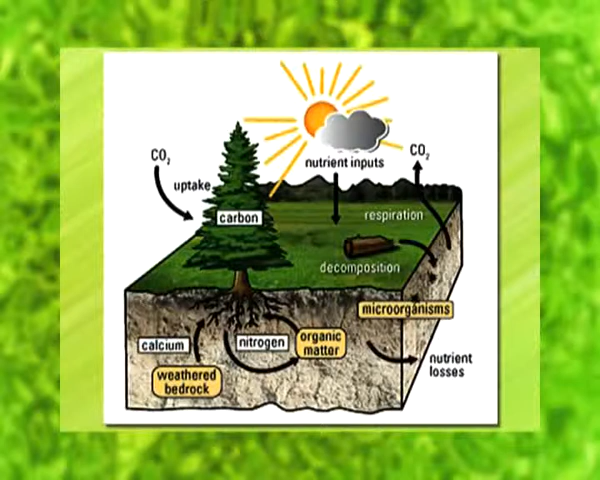 CO₂
nutrient inputs
CO₂
uptake
carbon
respiration
decomposition
microorganisms
calcium
nitrogen
organic
matter
weathered
bedrock
nutrient
losses